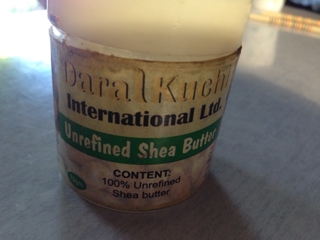 Daral Kuchi
International Ltd.
Unrefined Shea Butter
CONTENT:
100% Unrefined
Shea butter